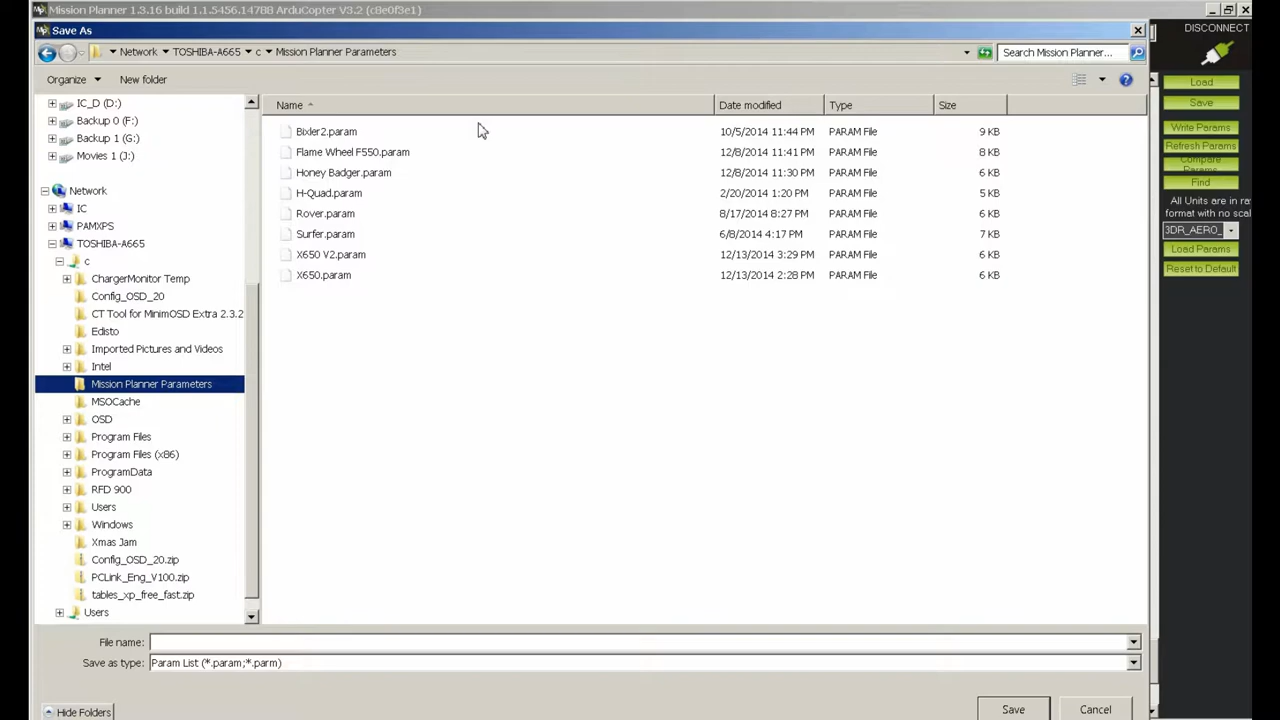 Mission Planner 1.3.16 build 1.1.5456.14788 ArduCopter V3.2 (c8e0f3e1)
Save As
DISCONNECT
Network TOSHIBA-A665 c Mission Planner Parameters
Search Mission Planner...
Organize New folder
Name Date modified Type Size
IC_D (D:)
Backup 0 (F:)
Backup 1 (G:)
Movies 1 (J:)
Network
IC
PAMXPS
TOSHIBA-A665
c
ChargerMonitor Temp
Config_OSD_20
CT Tool for MinimOSD Extra 2.3.2
Edisto
Imported Pictures and Videos
Intel
Mission Planner Parameters
MSOCache
OSD
Program Files
Program Files (x86)
ProgramData
RFD 900
Users
Windows
Xmas Jam
Config_OSD_20.zip
PCLink_Eng_V100.zip
tables_xp_free_fast.zip
Users
Bixler2.param 10/5/2014 11:44 PM PARAM File 9 KB
Flame Wheel F550.param 12/8/2014 11:41 PM PARAM File 8 KB
Honey Badger.param 12/8/2014 11:30 PM PARAM File 6 KB
H-Quad.param 2/20/2014 1:20 PM PARAM File 5 KB
Rover.param 8/17/2014 8:27 PM PARAM File 6 KB
Surfer.param 6/8/2014 4:17 PM PARAM File 7 KB
X650 V2.param 12/13/2014 3:29 PM PARAM File 6 KB
X650.param 12/13/2014 2:28 PM PARAM File 6 KB
Load
Save
Write Params
Refresh Params
Compare
Params
Find
All Units are in ra
format with no scal
3DR_AERO_
Load Params
Reset to Default
File name:
Save as type: Param List (*.param;*.parm)
Hide Folders
Save Cancel